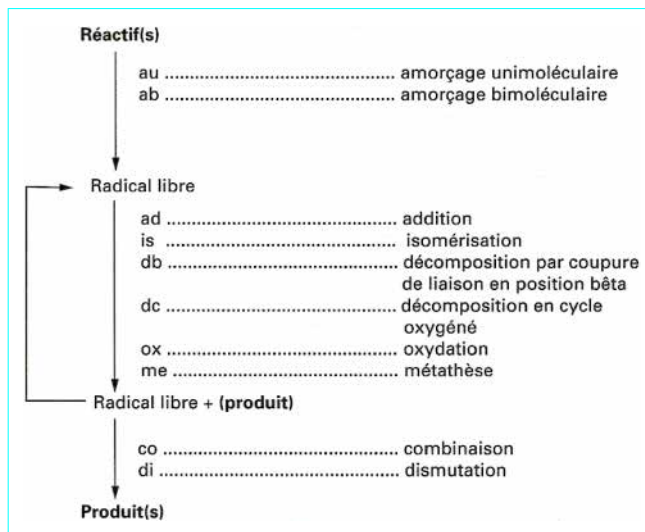 Réactif(s)
au ........................................ amorçage unimoléculaire
ab ........................................ amorçage bimoléculaire
Radical libre
ad ........................................ addition
is ........................................ isomérisation
db ........................................ décomposition par coupure
de liaison en position bêta
dc ........................................ décomposition en cycle
oxygéné
ox ........................................ oxydation
me ........................................ métathèse
Radical libre + (produit)
co ........................................ combinaison
di ........................................ dismutation
Produit(s)